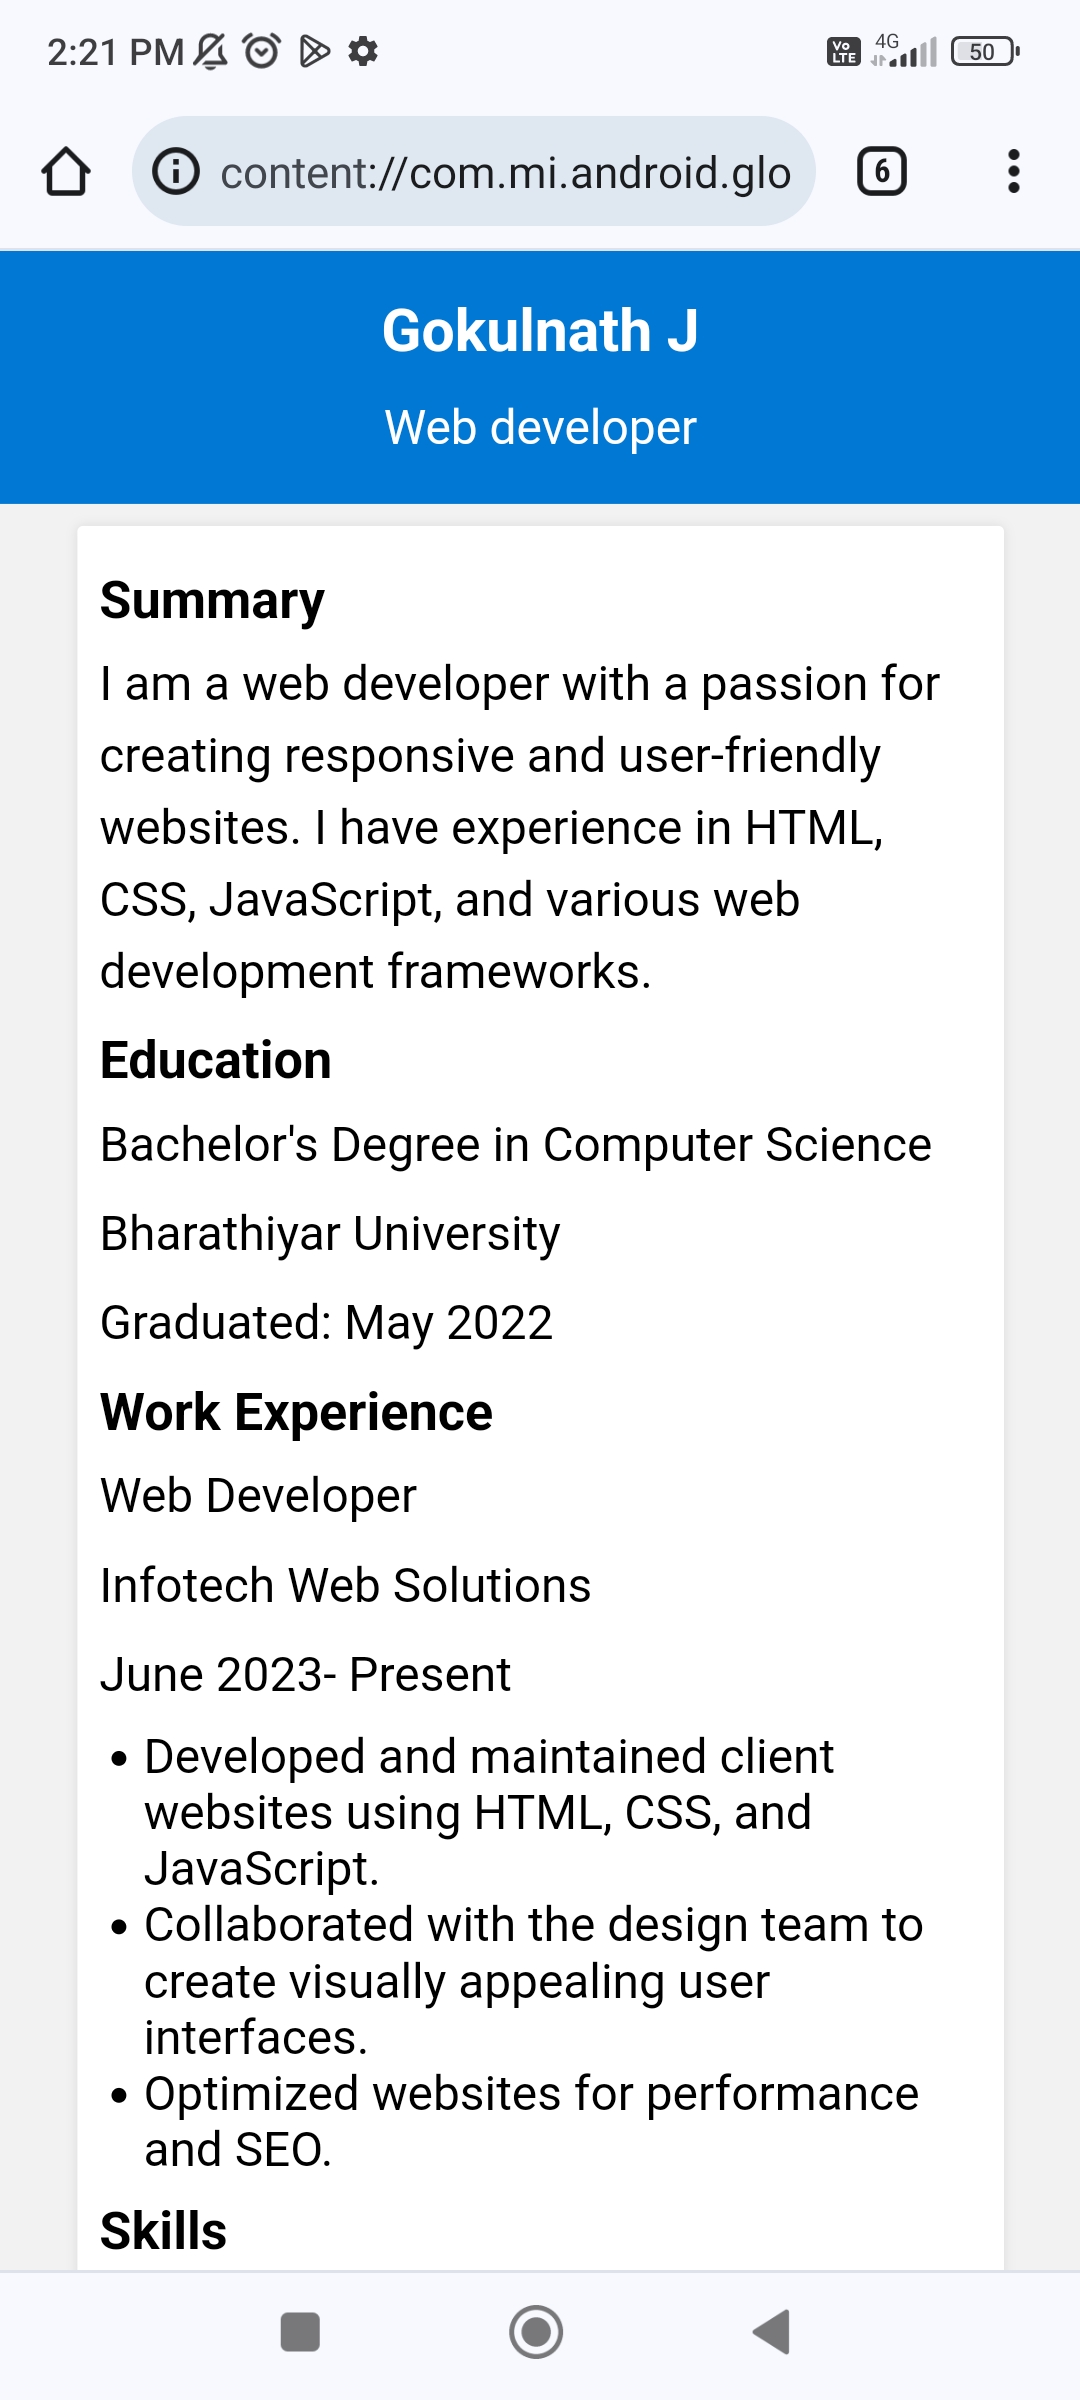 2:21 PM
Vo LTE 4G 50
content://com.mi.android.glo
6
Gokulnath J
Web developer
Summary
I am a web developer with a passion for
creating responsive and user-friendly
websites. I have experience in HTML,
CSS, JavaScript, and various web
development frameworks.
Education
Bachelor's Degree in Computer Science
Bharathiyar University
Graduated: May 2022
Work Experience
Web Developer
Infotech Web Solutions
June 2023- Present
• Developed and maintained client
websites using HTML, CSS, and
JavaScript.
• Collaborated with the design team to
create visually appealing user
interfaces.
• Optimized websites for performance
and SEO.
Skills